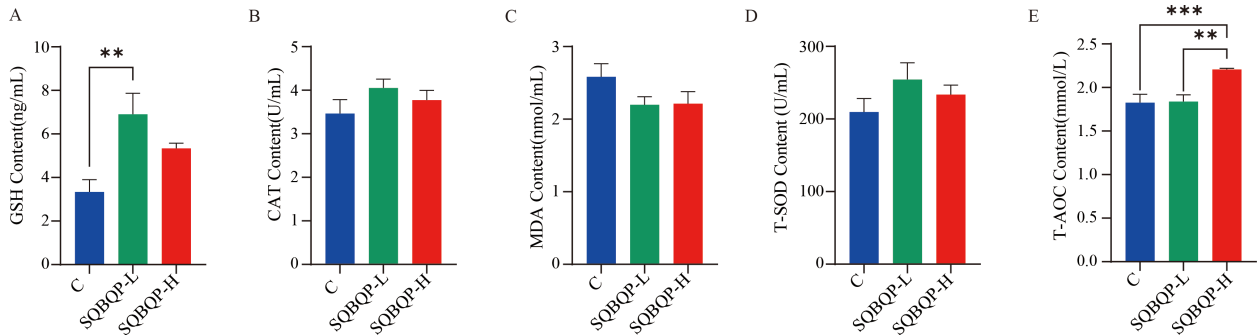 A
GSH Content(ng/mL)
10
8
6
4
2
0
**
C
SQBQP-L
SQBQP-H
B
CAT Content(U/mL)
5
4
3
2
1
0
C
SQBQP-L
SQBQP-H
C
MDA Content(nmol/mL)
3
2
1
0
C
SQBQP-L
SQBQP-H
D
T-SOD Content (U/mL)
300
200
100
0
C
SQBQP-L
SQBQP-H
E
T-AOC Content(mmol/L)
2.5
2.0
1.5
1.0
0.5
0.0
***
**
C
SQBQP-L
SQBQP-H